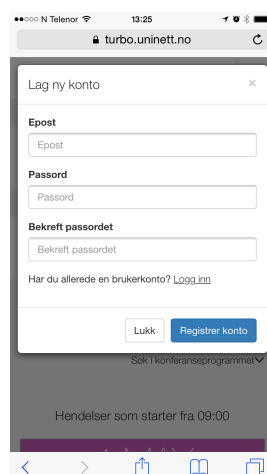 N Telenor 13:25
turbo.uninett.no
Lag ny konto ×
Epost
Epost
Passord
Passord
Bekreft passordet
Bekreft passordet
Har du allerede en brukerkonto? Logg inn
Lukk Registrer konto
Søk i konferanseprogrammet
Hendelser som starter fra 09:00